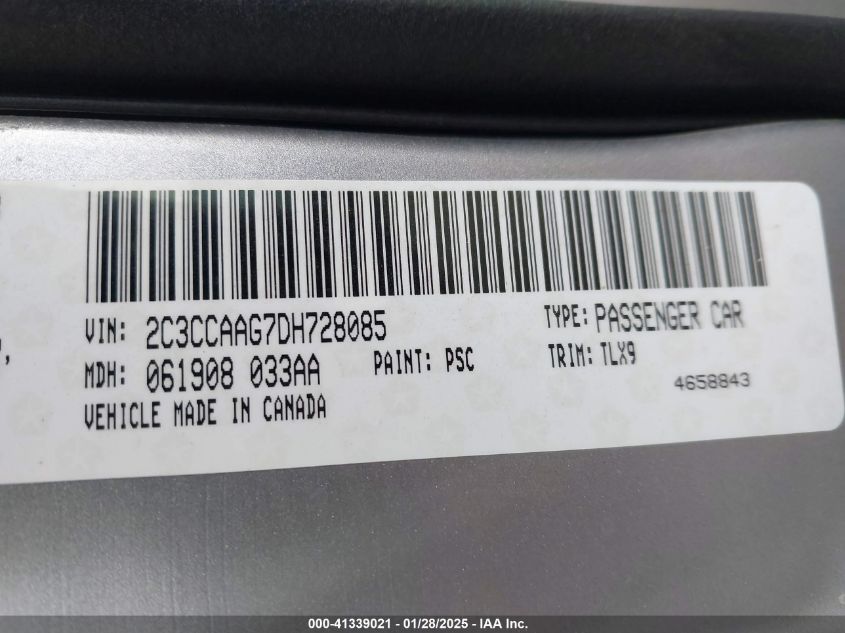 VIN: 2C3CCAAG7DH728085 TYPE: PASSENGER CAR
MDH: 061908 033AA PAINT: PSC TRIM: TLX9
VEHICLE MADE IN CANADA 4658843
000-41339021 - 01/28/2025 - IAA Inc.